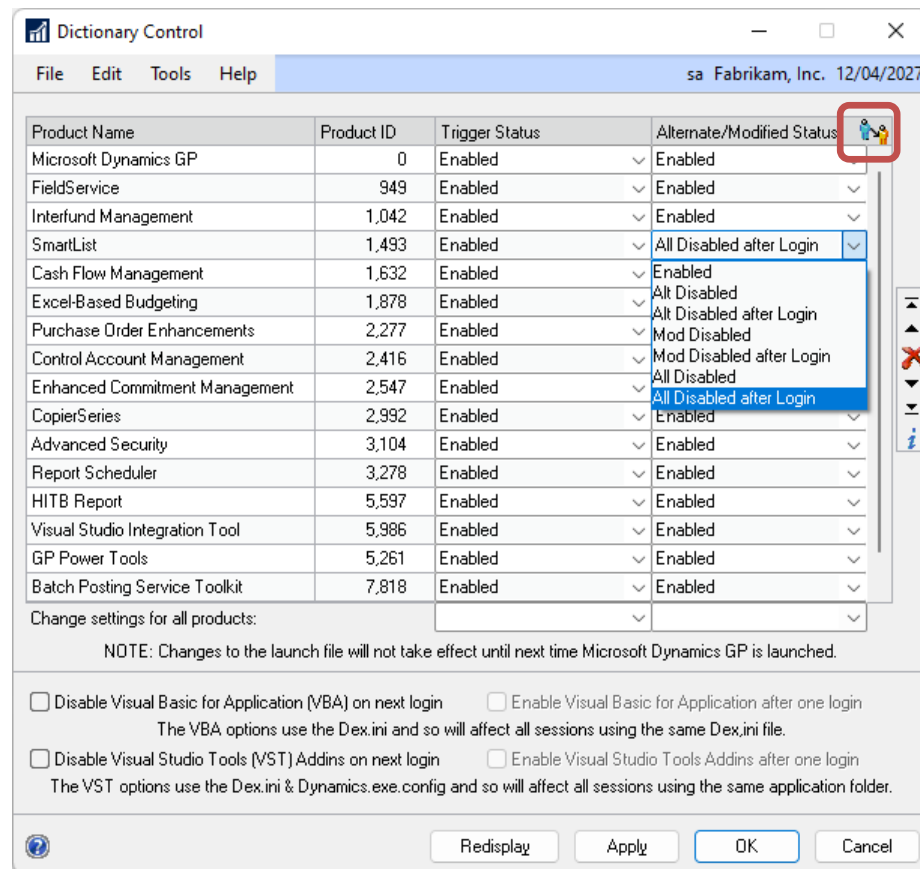 Dictionary Control
File Edit Tools Help sa Fabrikam, Inc. 12/04/2027
Product Name Product ID Trigger Status Alternate/Modified Status
Microsoft Dynamics GP 0 Enabled Enabled
FieldService 949 Enabled Enabled
Interfund Management 1,042 Enabled Enabled
SmartList 1,493 Enabled All Disabled after Login
Cash Flow Management 1,632 Enabled Enabled
Alt Disabled
Excel-Based Budgeting 1,878 Enabled Alt Disabled after Login
Purchase Order Enhancements 2,277 Enabled Mod Disabled
Control Account Management 2,416 Enabled Mod Disabled after Login
All Disabled
Enhanced Commitment Management 2,547 Enabled All Disabled after Login
CopierSeries 2,992 Enabled Enabled
Advanced Security 3,104 Enabled Enabled
Report Scheduler 3,278 Enabled Enabled
HITB Report 5,597 Enabled Enabled
Visual Studio Integration Tool 5,986 Enabled Enabled
GP Power Tools 5,261 Enabled Enabled
Batch Posting Service Toolkit 7,818 Enabled Enabled
Change settings for all products:
NOTE: Changes to the launch file will not take effect until next time Microsoft Dynamics GP is launched.
Disable Visual Basic for Application (VBA) on next login Enable Visual Basic for Application after one login
The VBA options use the Dex.ini and so will affect all sessions using the same Dex,ini file.
Disable Visual Studio Tools (VST) Addins on next login Enable Visual Studio Tools Addins after one login
The VST options use the Dex.ini & Dynamics.exe.config and so will affect all sessions using the same application folder.
Redisplay Apply OK Cancel